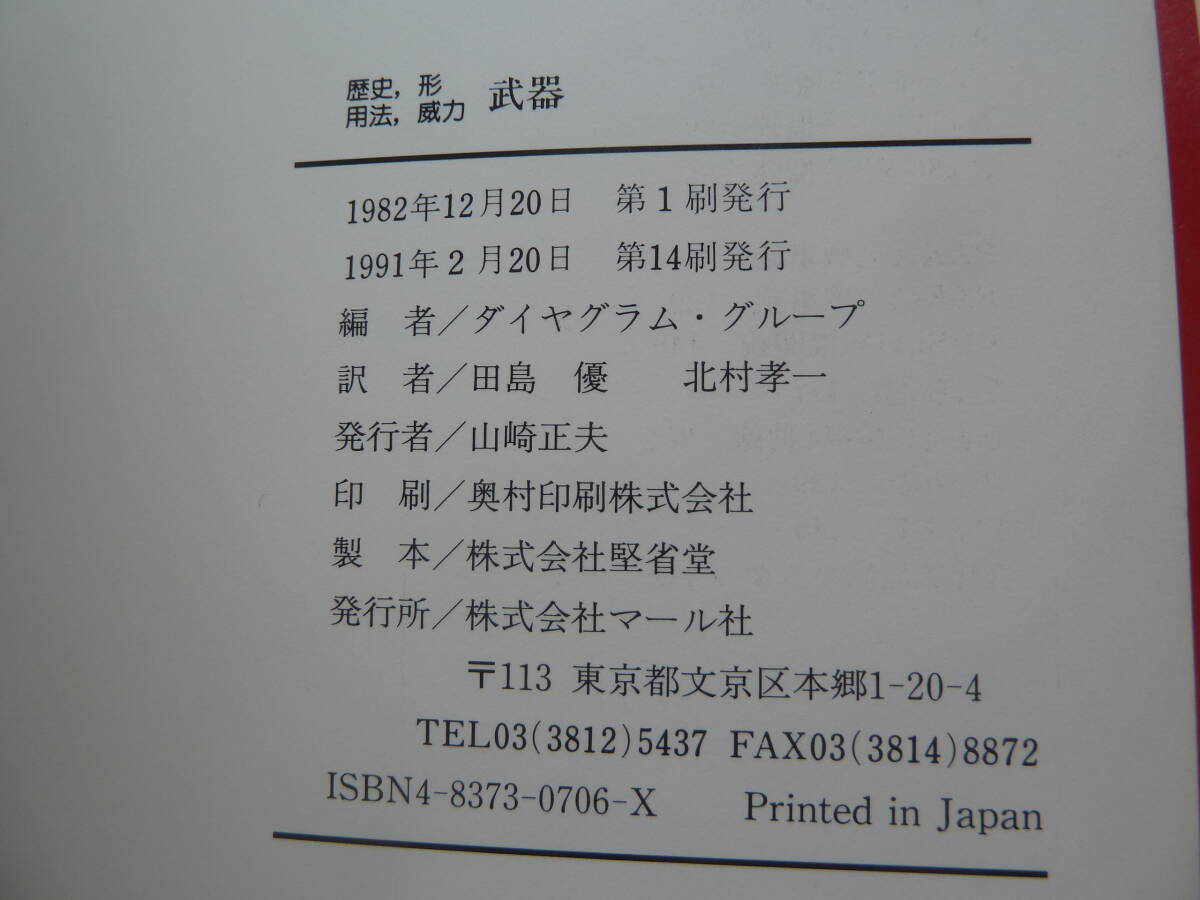 歴史，形
用法，威力 武器
1982年12月20日 第1刷発行
1991年2月20日 第14刷発行
編 者／ダイヤグラム・グループ
訳 者／田島 優 北村孝一
発行者／山崎正夫
印 刷／奥村印刷株式会社
製 本／株式会社堅省堂
発行所／株式会社マール社
〒113 東京都文京区本郷1-20-4
TEL03(3812)5437 FAX03(3814)8872
ISBN4-8373-0706-X Printed in Japan